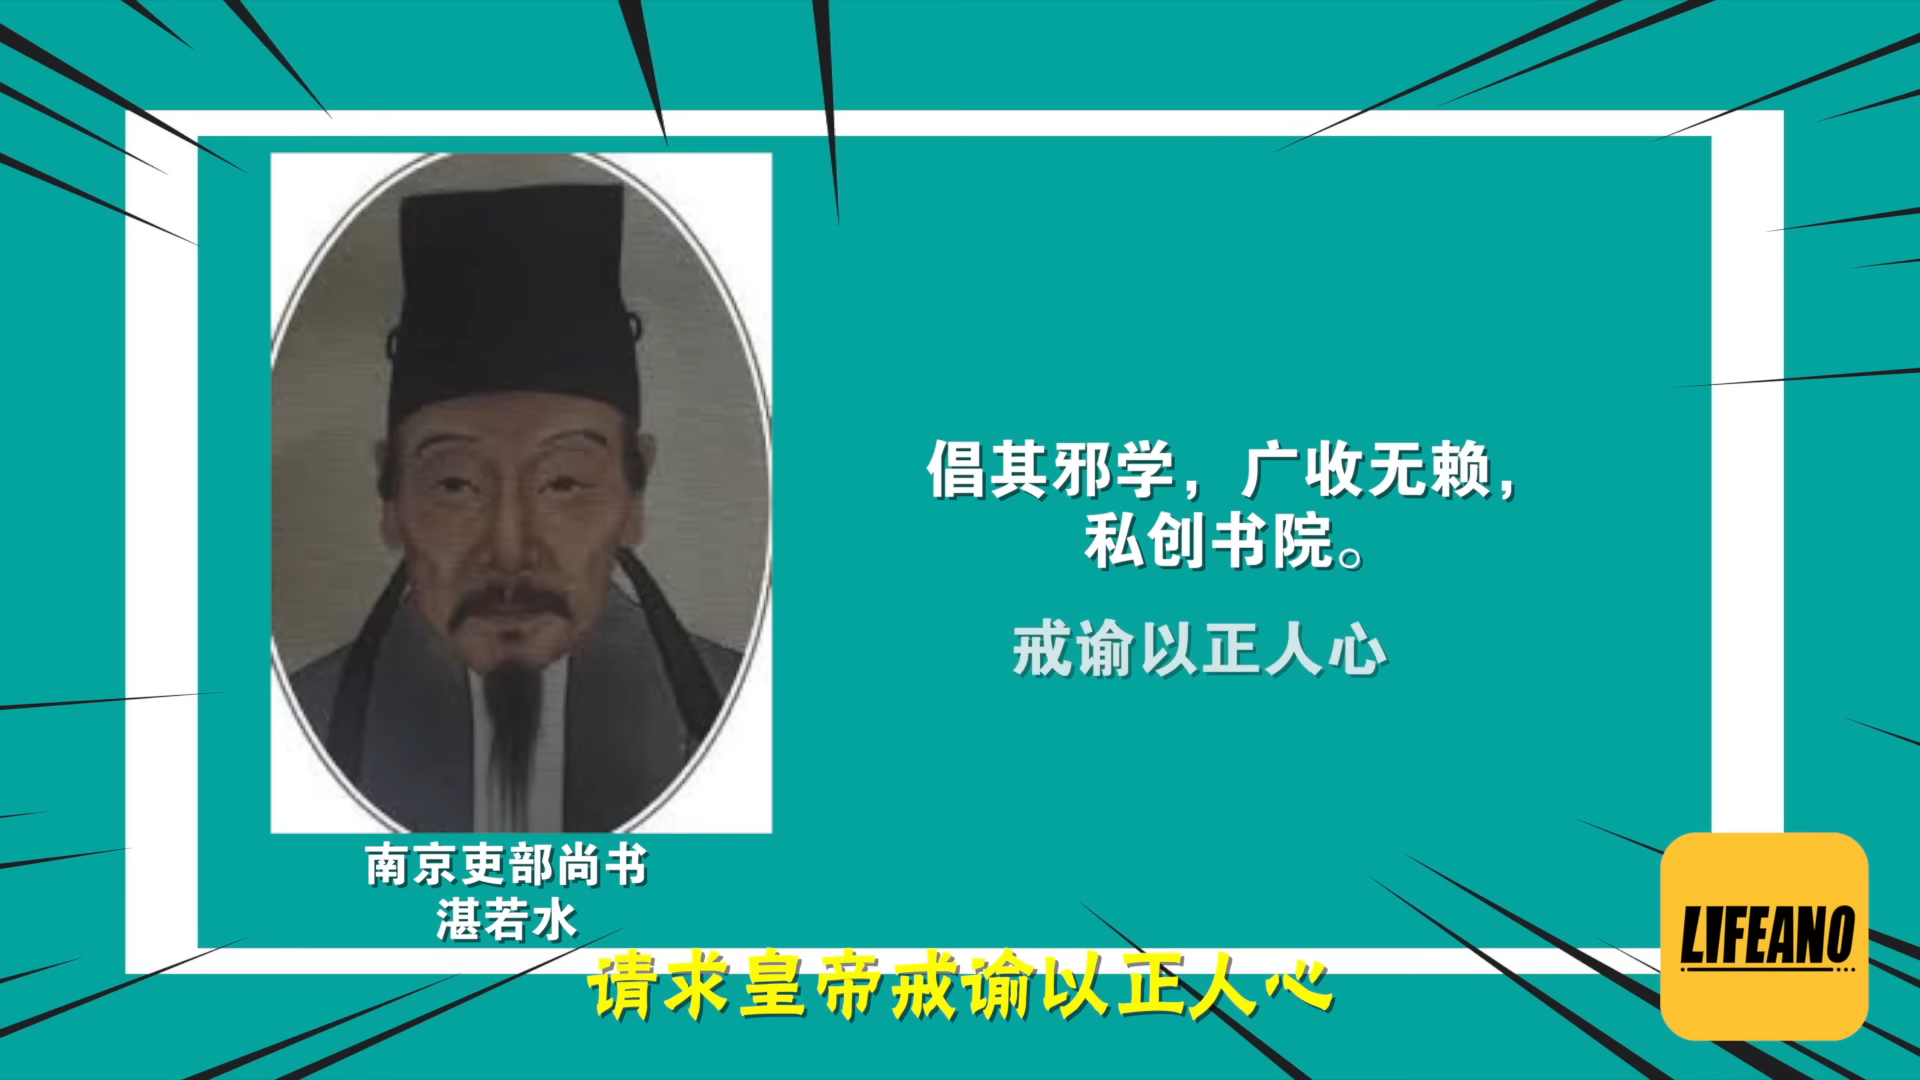 倡其邪学，广收无赖，
私创书院。
戒谕以正人心
南京吏部尚书
湛若水
请求皇帝戒谕以正人心
LIFEANO